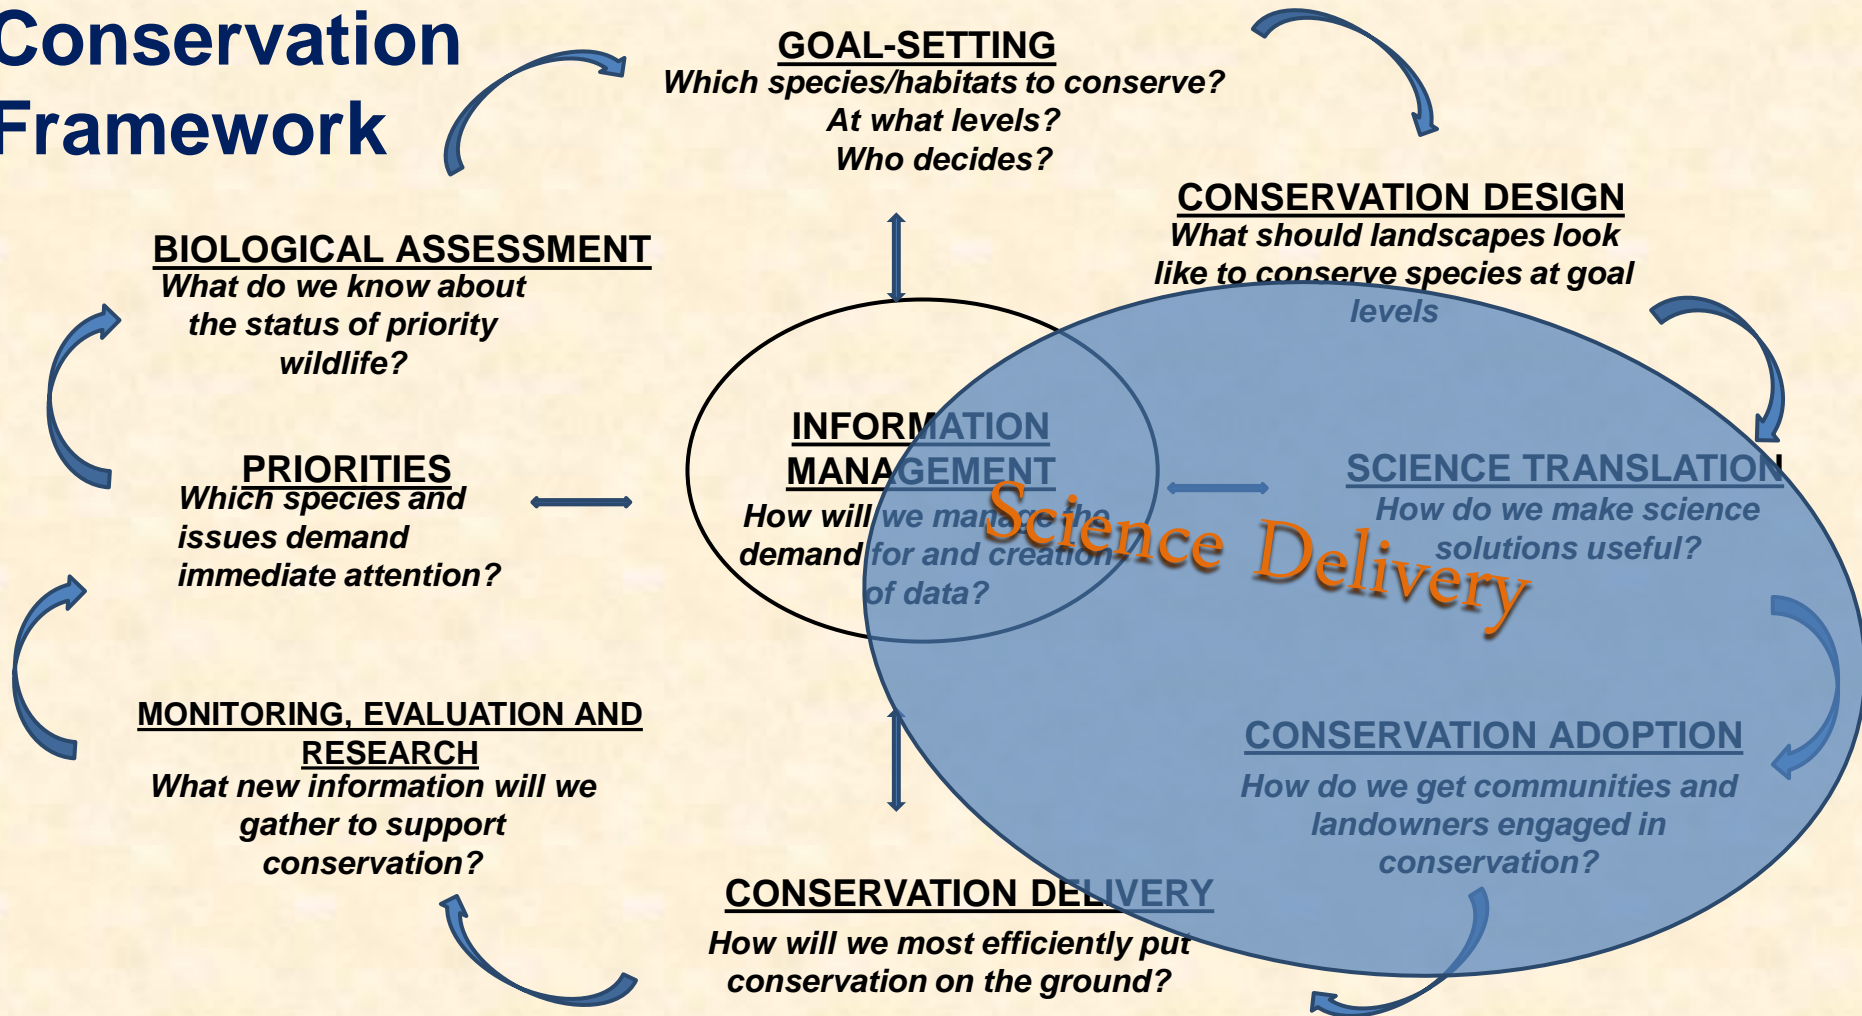 Conservation
Framework
GOAL-SETTING
Which species/habitats to conserve?
At what levels?
Who decides?
CONSERVATION DESIGN
What should landscapes look
like to conserve species at goal
levels
BIOLOGICAL ASSESSMENT
What do we know about
the status of priority
wildlife?
INFORMATION
MANAGEMENT
How will we manage the
demand for and creation
of data?
PRIORITIES
Which species and
issues demand
immediate attention?
SCIENCE TRANSLATION
How do we make science
solutions useful?
Science Delivery
MONITORING, EVALUATION AND
RESEARCH
What new information will we
gather to support
conservation?
CONSERVATION ADOPTION
How do we get communities and
landowners engaged in
conservation?
CONSERVATION DELIVERY
How will we most efficiently put
conservation on the ground?